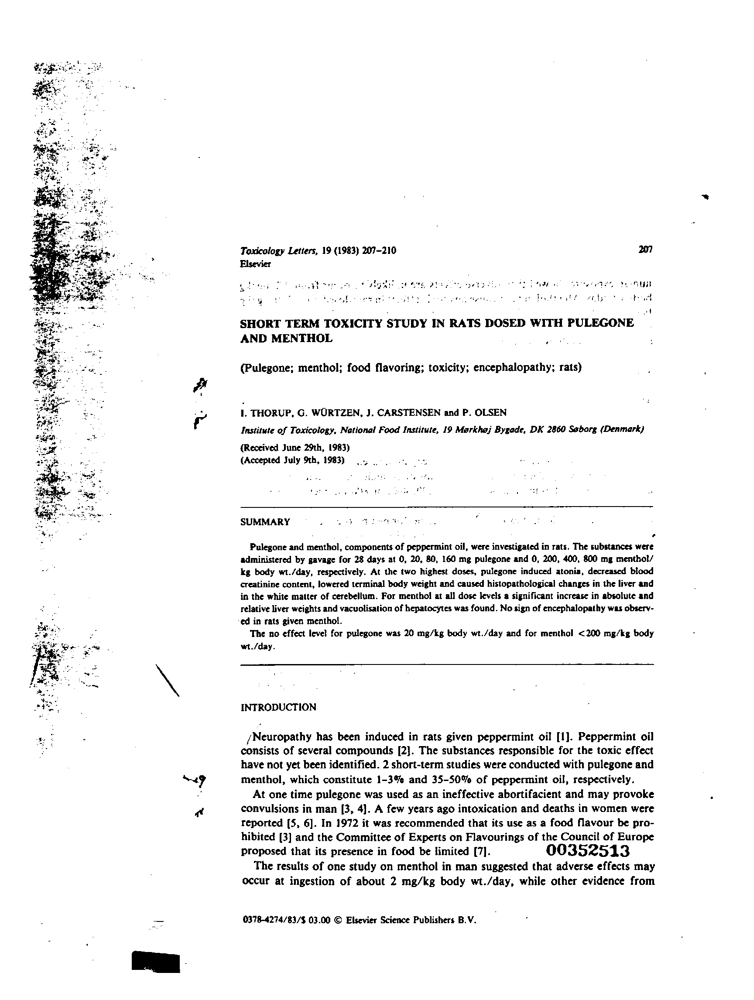 Toxicology Letters, 19 (1983) 207-210 207
Elsevier
SHORT TERM TOXICITY STUDY IN RATS DOSED WITH PULEGONE
AND MENTHOL
(Pulegone; menthol; food flavoring; toxicity; encephalopathy; rats)
I. THORUP, G. WÜRTZEN, J. CARSTENSEN and P. OLSEN
Institute of Toxicology, National Food Institute, 19 Mørkhøj Bygade, DK 2860 Søborg (Denmark)
(Received June 29th, 1983)
(Accepted July 9th, 1983)
SUMMARY
Pulegone and menthol, components of peppermint oil, were investigated in rats. The substances were
administered by gavage for 28 days at 0, 20, 80, 160 mg pulegone and 0, 200, 400, 800 mg menthol/
kg body wt./day, respectively. At the two highest doses, pulegone induced atonia, decreased blood
creatinine content, lowered terminal body weight and caused histopathological changes in the liver and
in the white matter of cerebellum. For menthol at all dose levels a significant increase in absolute and
relative liver weights and vacuolisation of hepatocytes was found. No sign of encephalopathy was observ-
ed in rats given menthol.
The no effect level for pulegone was 20 mg/kg body wt./day and for menthol <200 mg/kg body
wt./day.
INTRODUCTION
Neuropathy has been induced in rats given peppermint oil [1]. Peppermint oil
consists of several compounds [2]. The substances responsible for the toxic effect
have not yet been identified. 2 short-term studies were conducted with pulegone and
menthol, which constitute 1-3% and 35-50% of peppermint oil, respectively.
At one time pulegone was used as an ineffective abortifacient and may provoke
convulsions in man [3, 4]. A few years ago intoxication and deaths in women were
reported [5, 6]. In 1972 it was recommended that its use as a food flavour be pro-
hibited [3] and the Committee of Experts on Flavourings of the Council of Europe
proposed that its presence in food be limited [7]. 00352513
The results of one study on menthol in man suggested that adverse effects may
occur at ingestion of about 2 mg/kg body wt./day, while other evidence from
0378-4274/83/$ 03.00 © Elsevier Science Publishers B.V.